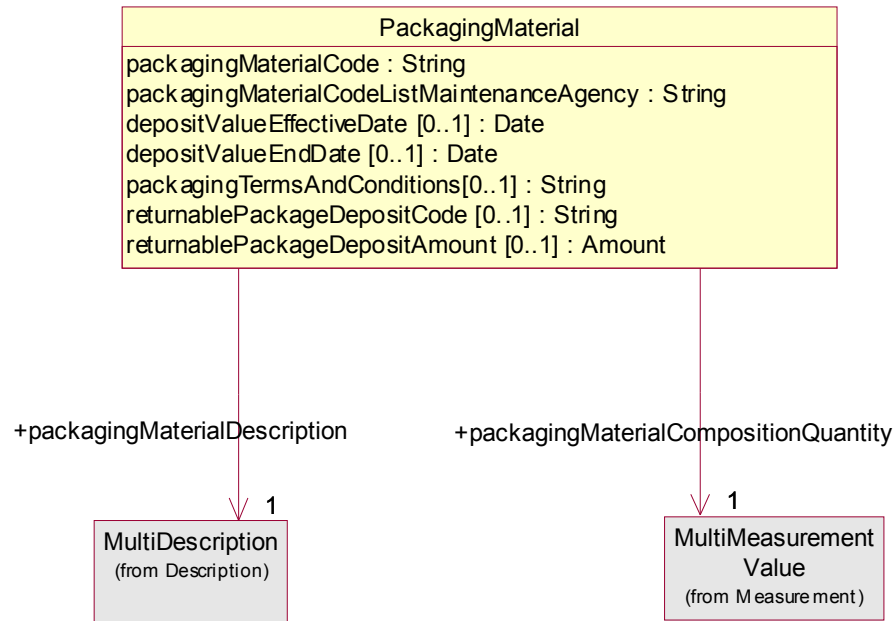 PackagingMaterial
packagingMaterialCode : String
packagingMaterialCodeListMaintenanceAgency : String
depositValueEffectiveDate [0..1] : Date
depositValueEndDate [0..1] : Date
packagingTermsAndConditions[0..1] : String
returnablePackageDepositCode [0..1] : String
returnablePackageDepositAmount [0..1] : Amount
+packagingMaterialDescription
+packagingMaterialCompositionQuantity
1
1
MultiDescription
(from Description)
MultiMeasurement
Value
(from Measurement)